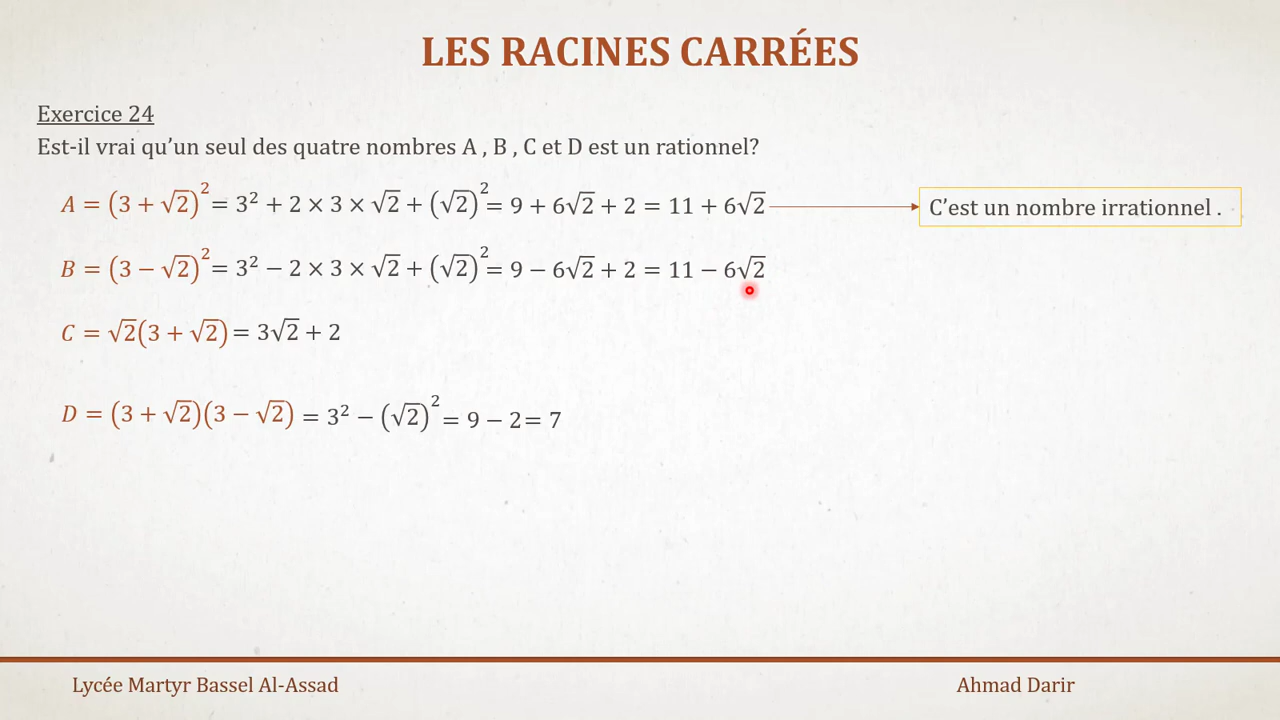 LES RACINES CARRÉES
Exercice 24
Est-il vrai qu’un seul des quatre nombres A , B , C et D est un rationnel?
A = (3 + √2)² = 3² + 2 × 3 × √2 + (√2)² = 9 + 6√2 + 2 = 11 + 6√2
C’est un nombre irrationnel .
B = (3 − √2)² = 3² − 2 × 3 × √2 + (√2)² = 9 − 6√2 + 2 = 11 − 6√2
C = √2(3 + √2) = 3√2 + 2
D = (3 + √2)(3 − √2) = 3² − (√2)² = 9 − 2 = 7
Lycée Martyr Bassel Al-Assad
Ahmad Darir